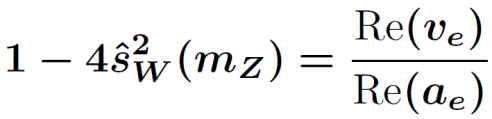 1 − 4ŝ²_W(m_Z) = Re(v_e) / Re(a_e)